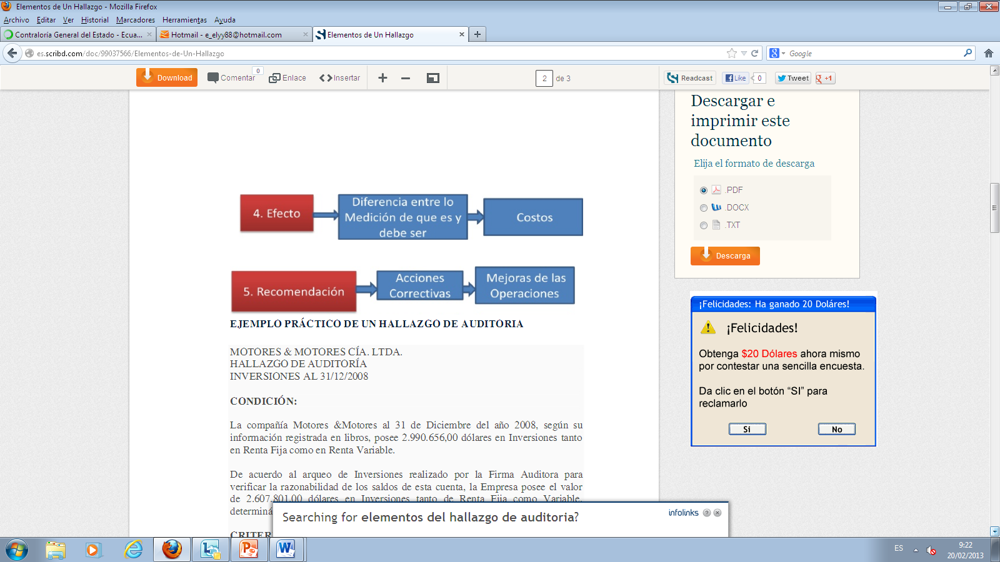 Elementos de Un Hallazgo - Mozilla Firefox
Archivo Editar Ver Historial Marcadores Herramientas Ayuda
Contraloría General del Estado - Ecua...
Hotmail - e_elyy88@hotmail.com
Elementos de Un Hallazgo
es.scribd.com/doc/99037566/Elementos-de-Un-Hallazgo
Google
Download
Comentar
0
Enlace
Insertar
2 de 3
Readcast
Like
0
Tweet
+1
4. Efecto
Diferencia entre lo
Medición de que es y
debe ser
Costos
5. Recomendación
Acciones
Correctivas
Mejoras de las
Operaciones
EJEMPLO PRÁCTICO DE UN HALLAZGO DE AUDITORIA
MOTORES & MOTORES CÍA. LTDA.
HALLAZGO DE AUDITORÍA
INVERSIONES AL 31/12/2008
CONDICIÓN:
La compañía Motores &Motores al 31 de Diciembre del año 2008, según su
información registrada en libros, posee 2.990.656,00 dólares en Inversiones tanto
en Renta Fija como en Renta Variable.
De acuerdo al arqueo de Inversiones realizado por la Firma Auditora para
verificar la razonabilidad de los saldos de esta cuenta, la Empresa posee el valor
de 2.607.801,00 dólares en Inversiones tanto de Renta Fija como Variable,
determiná
CRITER
Descargar e
imprimir este
documento
Elija el formato de descarga
.PDF
.DOCX
.TXT
Descarga
¡Felicidades: Ha ganado 20 Doláres!
¡Felicidades!
Obtenga $20 Dólares ahora mismo
por contestar una sencilla encuesta.
Da clic en el botón “SI” para
reclamarlo
Si
No
Searching for elementos del hallazgo de auditoria?
infolinks
ES
9:22
20/02/2013